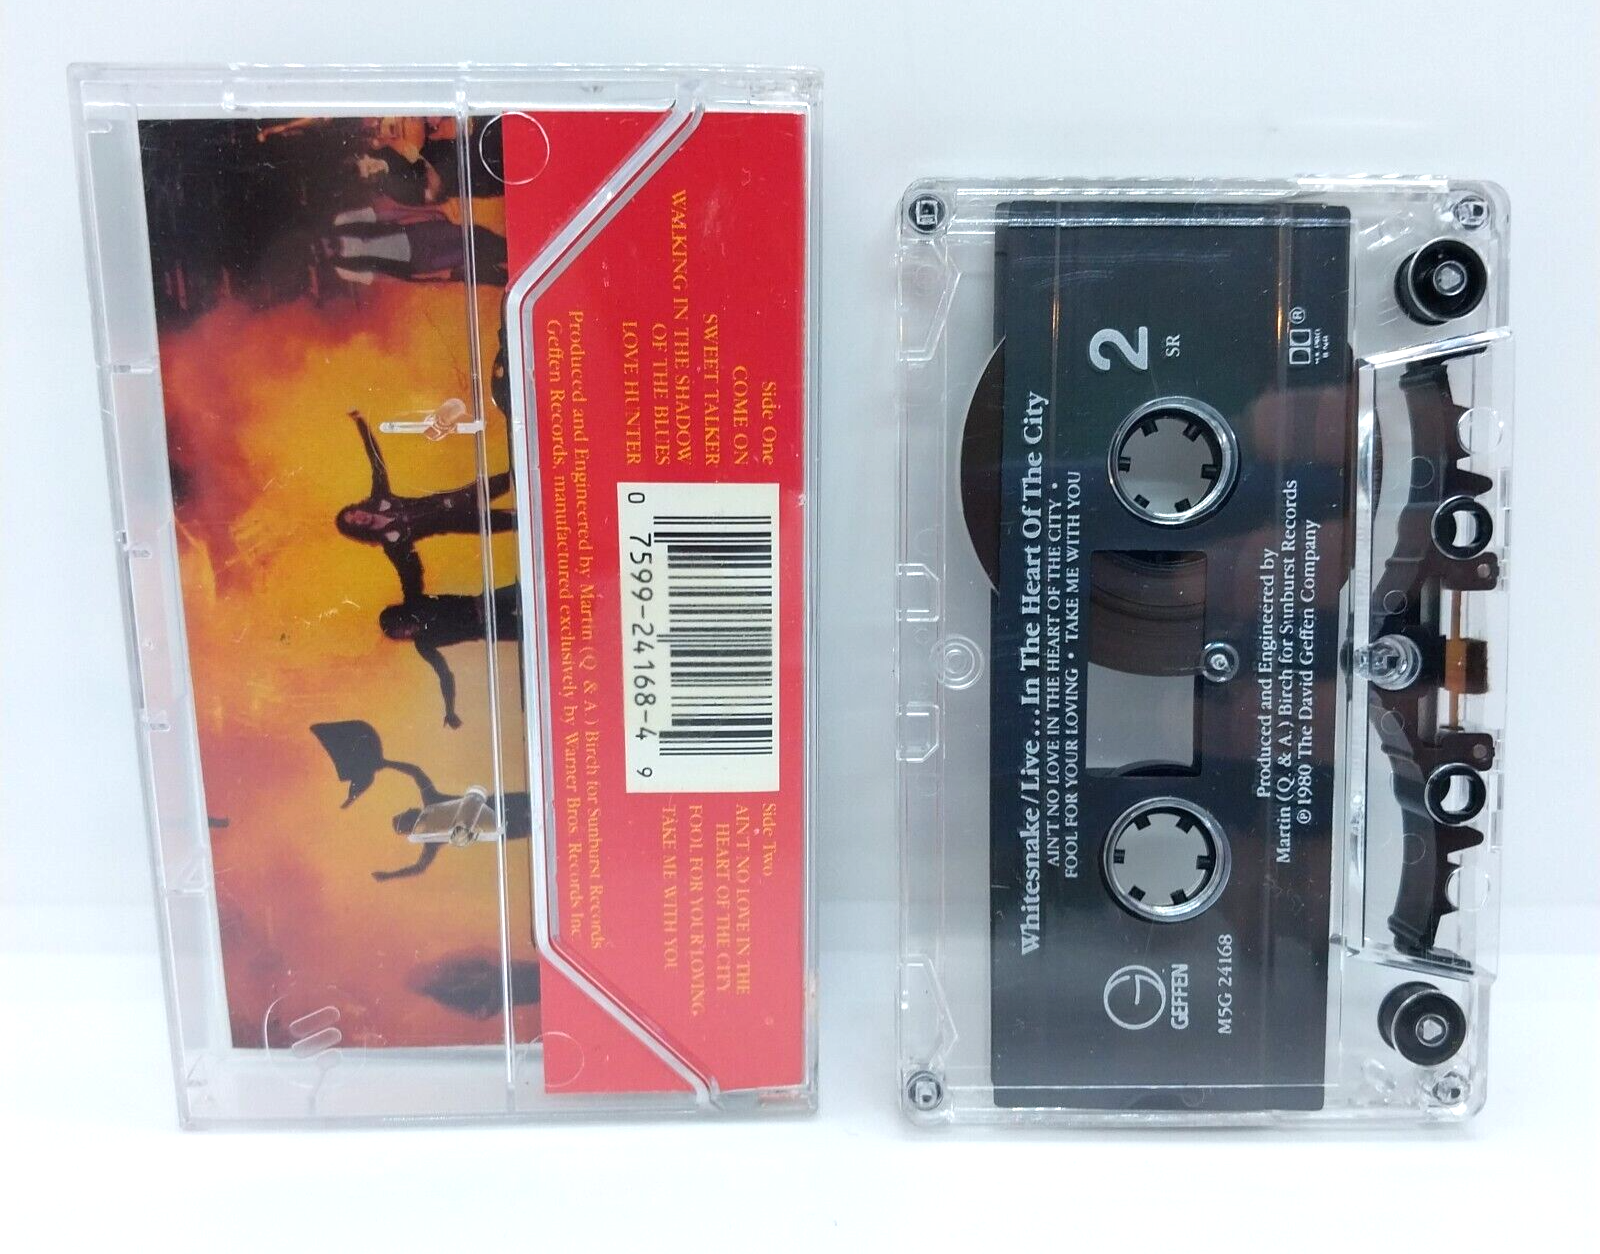 Side One
COME ON
SWEET TALKER
WALKING IN THE SHADOW
OF THE BLUES
LOVE HUNTER
0 7599-24168-4 9
Side Two
AIN'T NO LOVE IN THE
HEART OF THE CITY
FOOL FOR YOUR LOVING
TAKE ME WITH YOU
Produced and Engineered by Martin (Q. & A.) Birch for Sunburst Records
Geffen Records, manufactured exclusively by Warner Bros. Records Inc.
Whitesnake/Live...In The Heart Of The City
AIN'T NO LOVE IN THE HEART OF THE CITY •
FOOL FOR YOUR LOVING • TAKE ME WITH YOU
2
SR
GEFFEN
M5G 24168
Produced and Engineered by
Martin (Q. & A.) Birch for Sunburst Records
℗1980 The David Geffen Company